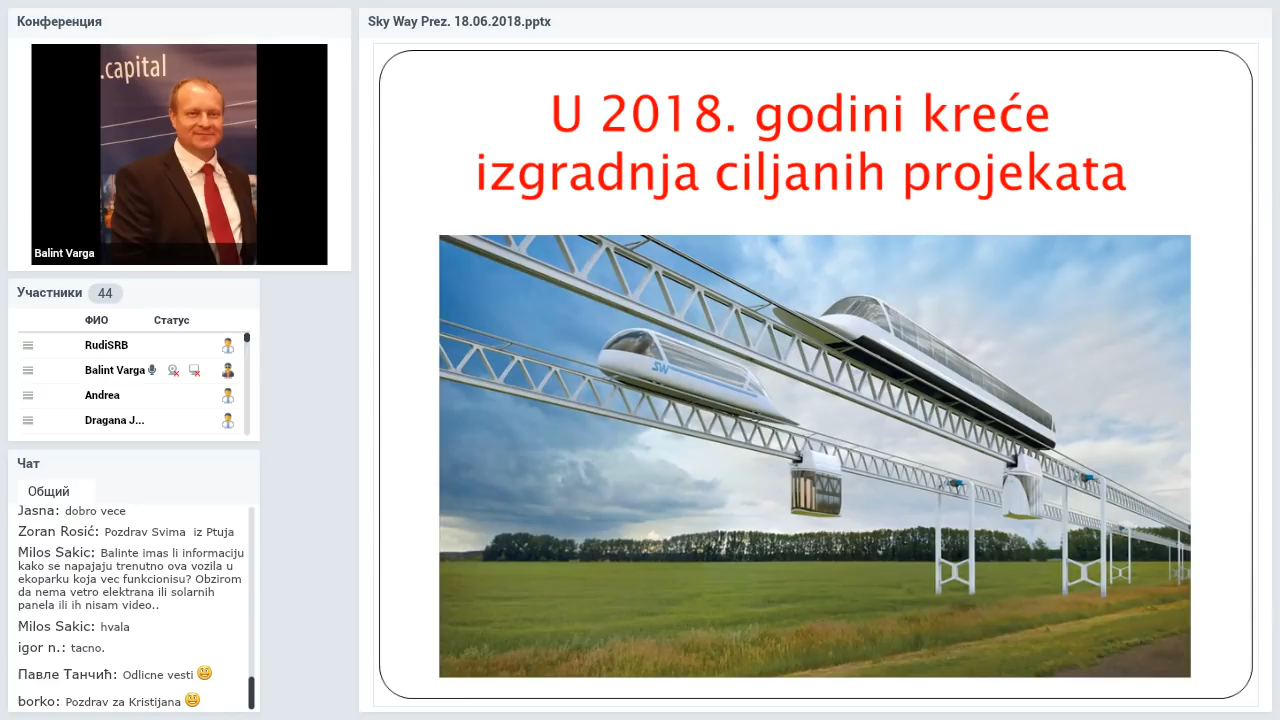 Конференция
.capital
Balint Varga
Участники 44
ФИО Статус
RudiSRB
Balint Varga
Andrea
Dragana J...
Чат
Общий
Jasna: dobro vece
Zoran Rosić: Pozdrav Svima iz Ptuja
Milos Sakic: Balinte imas li informaciju
kako se napajaju trenutno ova vozila u
ekoparku koja vec funkcionisu? Obzirom
da nema vetro elektrana ili solarnih
panela ili ih nisam video..
Milos Sakic: hvala
igor n.: tacno.
Павле Танчић: Odlicne vesti
borko: Pozdrav za Kristijana
Sky Way Prez. 18.06.2018.pptx
U 2018. godini kreće
izgradnja ciljanih projekata
SW